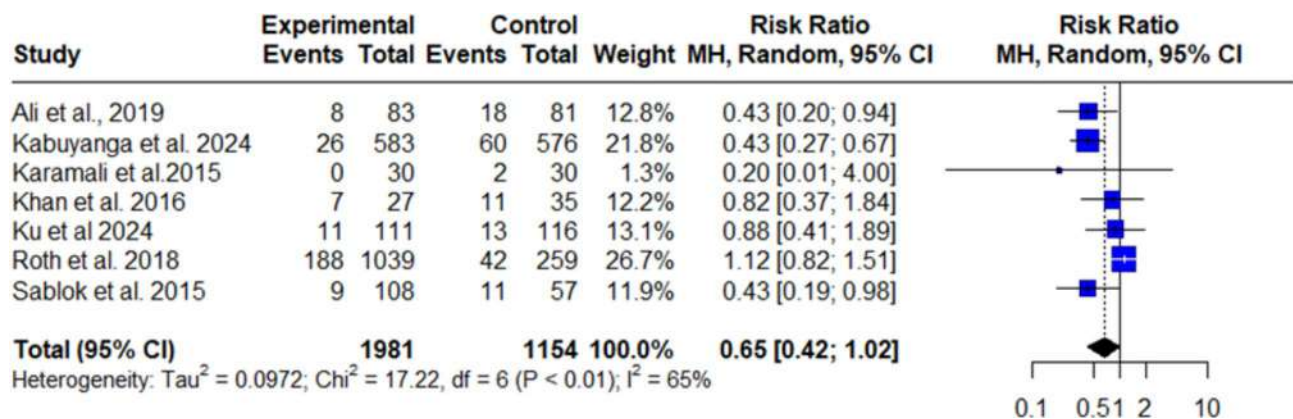 Experimental Control Risk Ratio Risk Ratio
Study Events Total Events Total Weight MH, Random, 95% CI MH, Random, 95% CI
Ali et al., 2019 8 83 18 81 12.8% 0.43 [0.20; 0.94]
Kabuyanga et al. 2024 26 583 60 576 21.8% 0.43 [0.27; 0.67]
Karamali et al.2015 0 30 2 30 1.3% 0.20 [0.01; 4.00]
Khan et al. 2016 7 27 11 35 12.2% 0.82 [0.37; 1.84]
Ku et al 2024 11 111 13 116 13.1% 0.88 [0.41; 1.89]
Roth et al. 2018 188 1039 42 259 26.7% 1.12 [0.82; 1.51]
Sablok et al. 2015 9 108 11 57 11.9% 0.43 [0.19; 0.98]
Total (95% CI) 1981 1154 100.0% 0.65 [0.42; 1.02]
Heterogeneity: Tau² = 0.0972; Chi² = 17.22, df = 6 (P < 0.01); I² = 65%
0.1 0.5 1 2 10